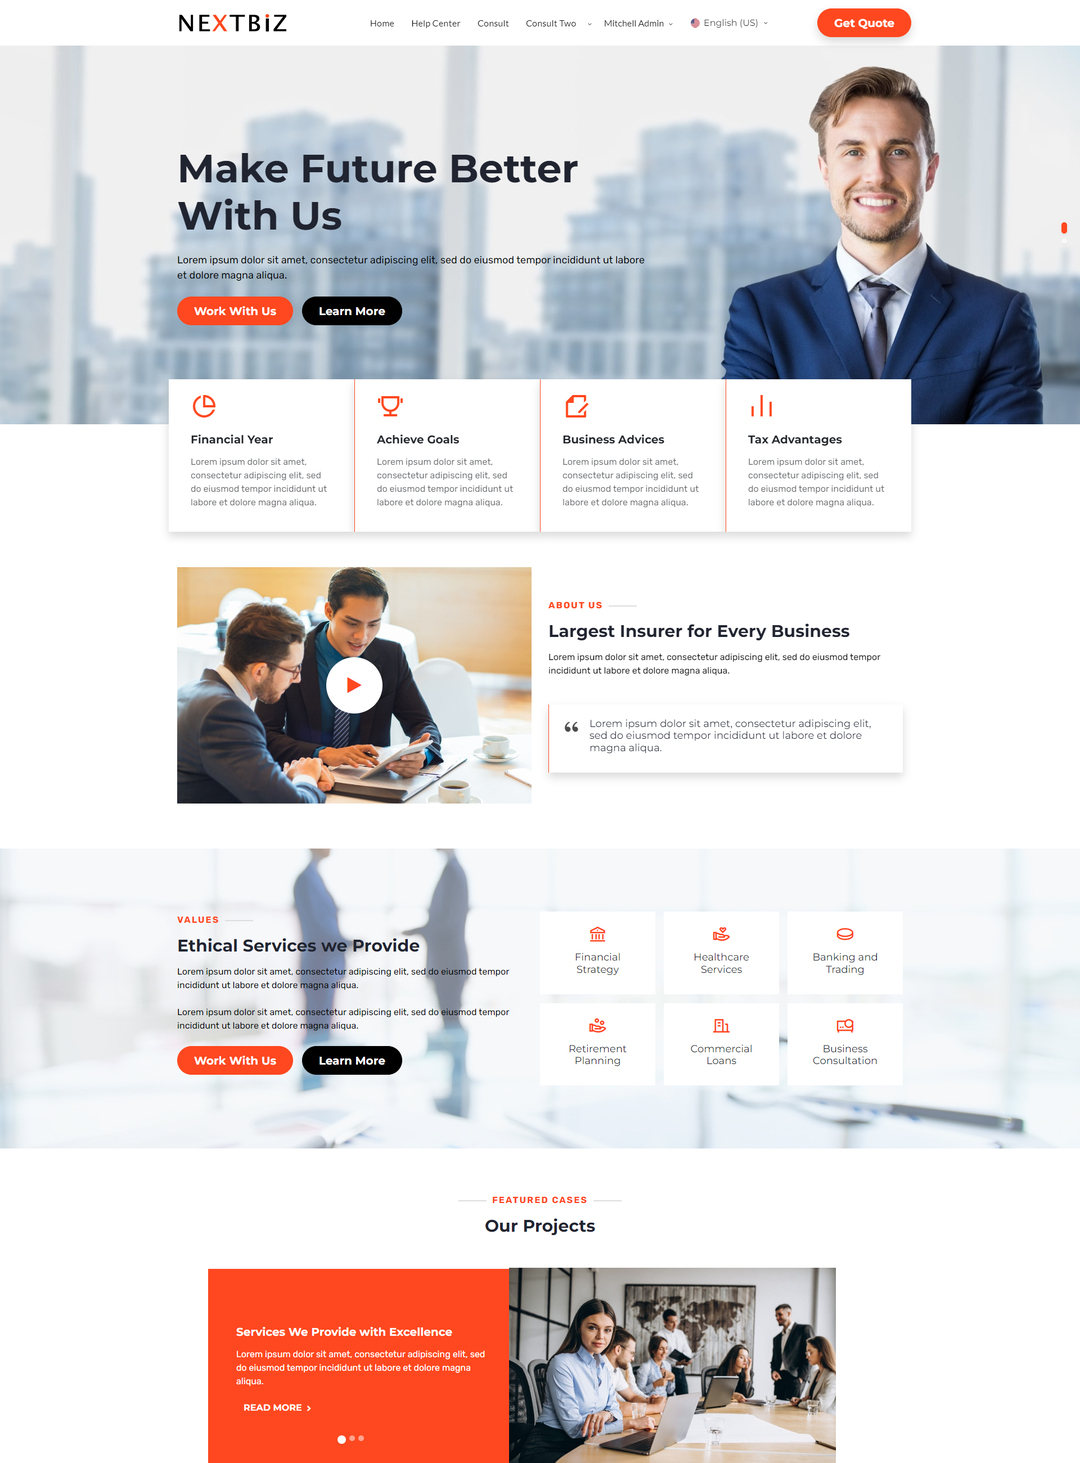 NEXTBIZ
Home Help Center Consult Consult Two Mitchell Admin English (US) Get Quote
Make Future Better
With Us
Lorem ipsum dolor sit amet, consectetur adipiscing elit, sed do eiusmod tempor incididunt ut labore
et dolore magna aliqua.
Work With Us Learn More
Financial Year
Lorem ipsum dolor sit amet,
consectetur adipiscing elit, sed
do eiusmod tempor incididunt ut
labore et dolore magna aliqua.
Achieve Goals
Lorem ipsum dolor sit amet,
consectetur adipiscing elit, sed
do eiusmod tempor incididunt ut
labore et dolore magna aliqua.
Business Advices
Lorem ipsum dolor sit amet,
consectetur adipiscing elit, sed
do eiusmod tempor incididunt ut
labore et dolore magna aliqua.
Tax Advantages
Lorem ipsum dolor sit amet,
consectetur adipiscing elit, sed
do eiusmod tempor incididunt ut
labore et dolore magna aliqua.
ABOUT US
Largest Insurer for Every Business
Lorem ipsum dolor sit amet, consectetur adipiscing elit, sed do eiusmod tempor
incididunt ut labore et dolore magna aliqua.
“ Lorem ipsum dolor sit amet, consectetur adipiscing elit,
sed do eiusmod tempor incididunt ut labore et dolore
magna aliqua.
VALUES
Ethical Services we Provide
Lorem ipsum dolor sit amet, consectetur adipiscing elit, sed do eiusmod tempor
incididunt ut labore et dolore magna aliqua.
Lorem ipsum dolor sit amet, consectetur adipiscing elit, sed do eiusmod tempor
incididunt ut labore et dolore magna aliqua.
Work With Us Learn More
Financial
Strategy
Healthcare
Services
Banking and
Trading
Retirement
Planning
Commercial
Loans
Business
Consultation
FEATURED CASES
Our Projects
Services We Provide with Excellence
Lorem ipsum dolor sit amet, consectetur adipiscing elit, sed
do eiusmod tempor incididunt ut labore et dolore magna
aliqua.
READ MORE